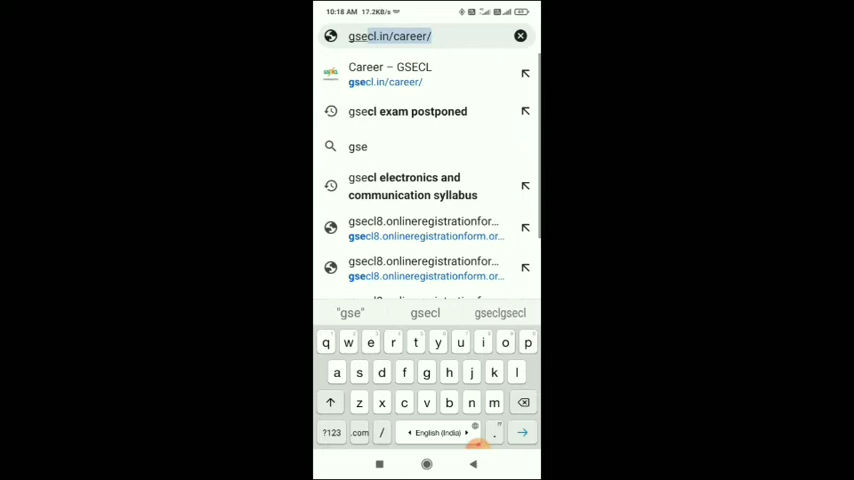 10:18 AM 17.2KB/s
gsecl.in/career/
Career – GSECL
gsecl.in/career/
gsecl exam postponed
gse
gsecl electronics and
communication syllabus
gsecl8.onlineregistrationfor...
gsecl8.onlineregistrationform.or...
gsecl8.onlineregistrationfor...
gsecl8.onlineregistrationform.or...
"gse" gsecl gseclgsecl
q w e r t y u i o p
a s d f g h j k l
z x c v b n m
?123 .com / English (India) .